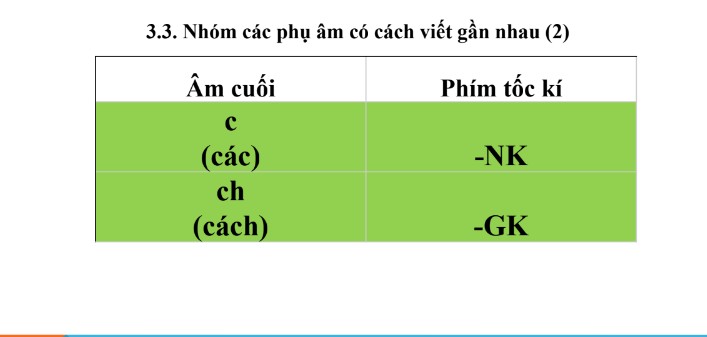 3.3. Nhóm các phụ âm có cách viết gần nhau (2)
Âm cuối Phím tốc kí
c
(các) -NK
ch
(cách) -GK